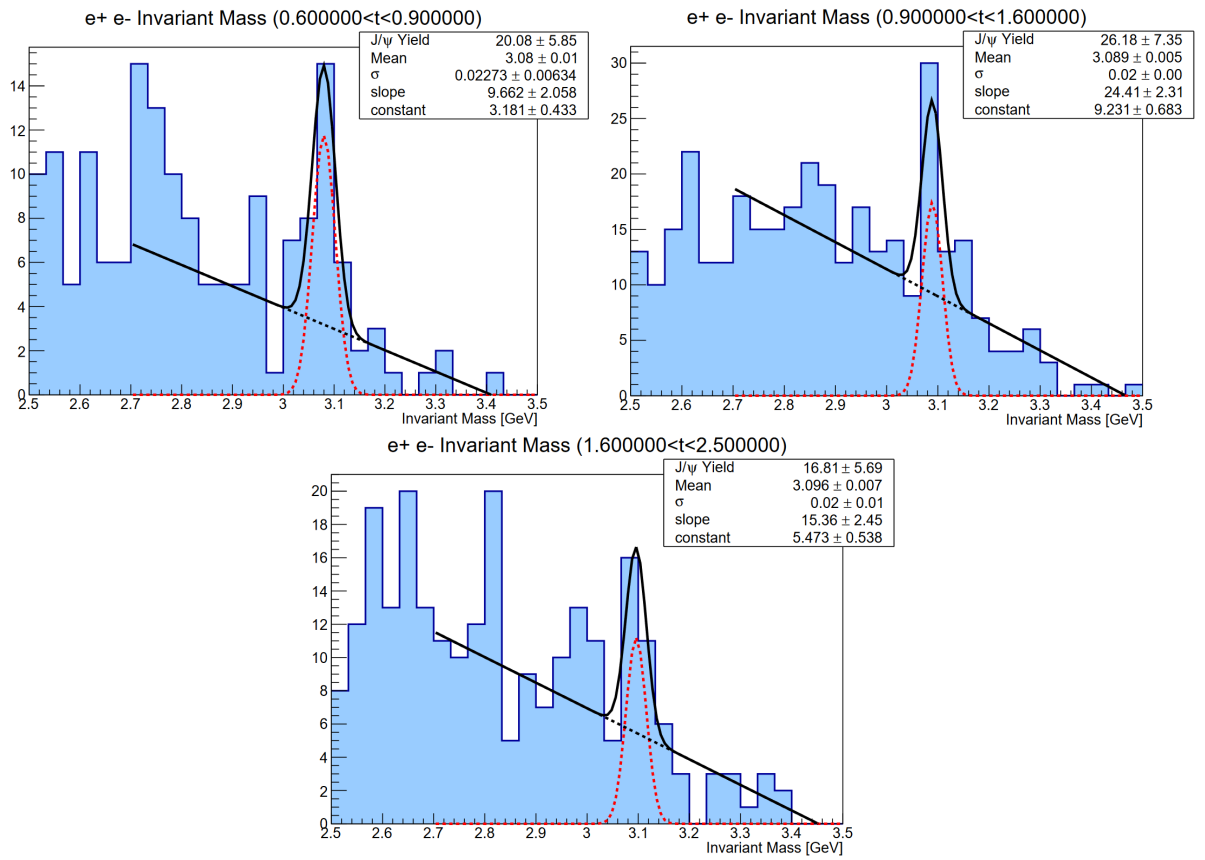 e+ e- Invariant Mass (0.600000<t<0.900000)
J/ψ Yield 20.08 ± 5.85
Mean 3.08 ± 0.01
σ 0.02273 ± 0.00634
slope 9.662 ± 2.058
constant 3.181 ± 0.433
14
12
10
8
6
4
2
0
2.5 2.6 2.7 2.8 2.9 3 3.1 3.2 3.3 3.4 3.5
Invariant Mass [GeV]
e+ e- Invariant Mass (0.900000<t<1.600000)
J/ψ Yield 26.18 ± 7.35
Mean 3.089 ± 0.005
σ 0.02 ± 0.00
slope 24.41 ± 2.31
constant 9.231 ± 0.683
30
25
20
15
10
5
0
2.5 2.6 2.7 2.8 2.9 3 3.1 3.2 3.3 3.4 3.5
Invariant Mass [GeV]
e+ e- Invariant Mass (1.600000<t<2.500000)
J/ψ Yield 16.81 ± 5.69
Mean 3.096 ± 0.007
σ 0.02 ± 0.01
slope 15.36 ± 2.45
constant 5.473 ± 0.538
20
18
16
14
12
10
8
6
4
2
0
2.5 2.6 2.7 2.8 2.9 3 3.1 3.2 3.3 3.4 3.5
Invariant Mass [GeV]